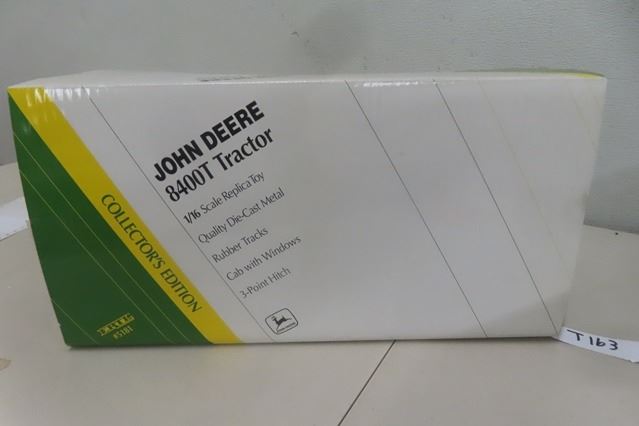 JOHN DEERE
8400T Tractor
1/16 Scale Replica Toy
Quality Die-Cast Metal
Rubber Tracks
Cab with Windows
3-Point Hitch
COLLECTOR'S EDITION
ERTL
#5181
T163